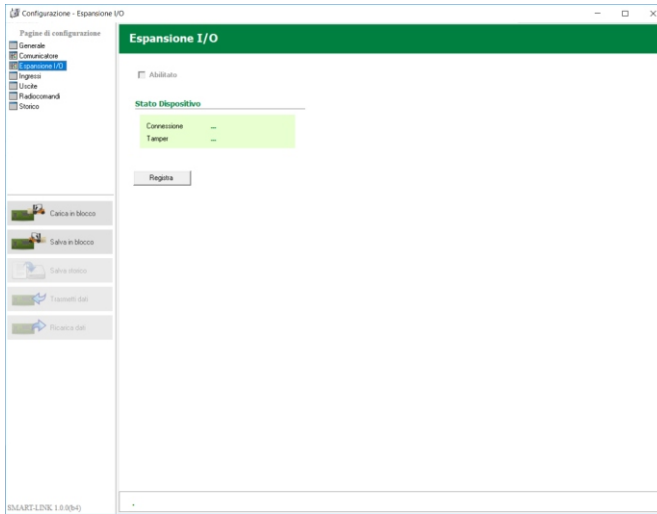 Configurazione - Espansione I/O
Pagine di configurazione
Generale
Comunicatore
Espansione I/O
Ingressi
Uscite
Radiocomandi
Storico
Espansione I/O
Abilitato
Stato Dispositivo
Connessione ...
Tamper ...
Registra
Carica in blocco
Salva in blocco
Salva storico
Trasmetti dati
Ricarica dati
SMART-LINK 1.0.0(b4)
.